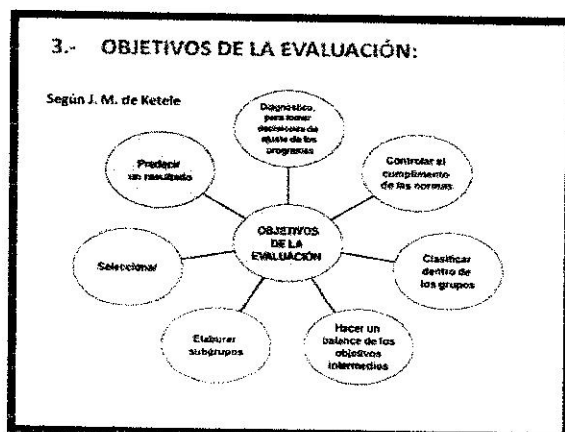 3.- OBJETIVOS DE LA EVALUACIÓN:
Según J. M. de Ketele
Diagnóstico,
para tomar
decisiones de
ajuste de los
programas
Predecir
un resultado
Controlar el
cumplimento
de las normas
OBJETIVOS
DE LA
EVALUACIÓN
Seleccionar
Clasificar
dentro de
los grupos
Elaborar
subgrupos
Hacer un
balance de los
objetivos
intermedios